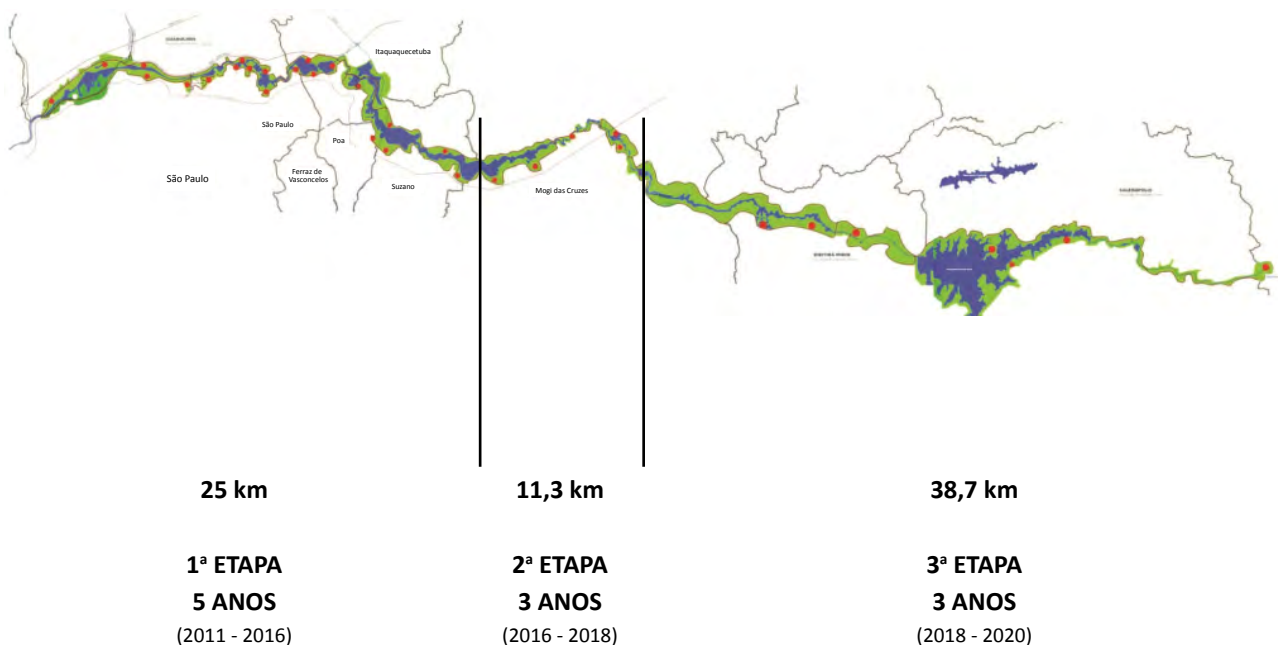 Itaquaquecetuba
São Paulo
Poa
São Paulo
Ferraz de
Vasconcelos
Suzano
Mogi das Cruzes
25 km
11,3 km
38,7 km
1ª ETAPA
2ª ETAPA
3ª ETAPA
5 ANOS
3 ANOS
3 ANOS
(2011 - 2016)
(2016 - 2018)
(2018 - 2020)